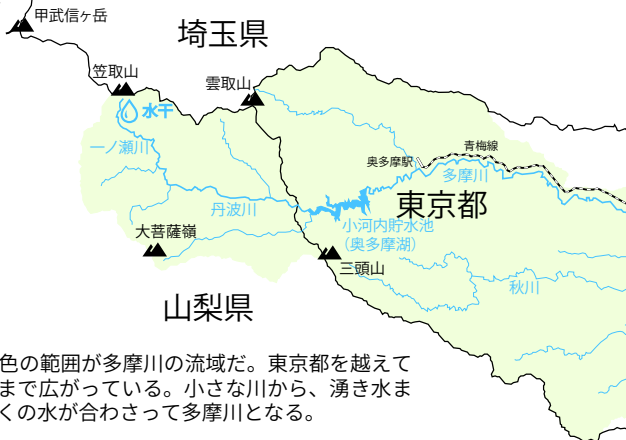 甲武信ヶ岳
埼玉県
笠取山
雲取山
水干
一ノ瀬川
青梅線
奥多摩駅
多摩川
丹波川
東京都
小河内貯水池
（奥多摩湖）
大菩薩嶺
三頭山
秋川
山梨県
色の範囲が多摩川の流域だ。東京都を越えて
まで広がっている。小さな川から、湧き水ま
くの水が合わさって多摩川となる。